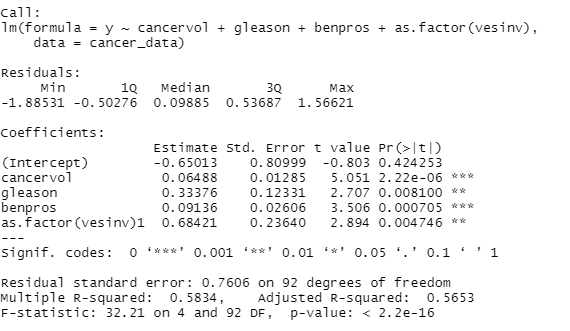 Call:
lm(formula = y ~ cancervol + gleason + benpros + as.factor(vesinv),
    data = cancer_data)
Residuals:
     Min       1Q   Median       3Q      Max
-1.88531 -0.50276  0.09885  0.53687  1.56621
Coefficients:
                   Estimate Std. Error t value Pr(>|t|)
(Intercept)        -0.65013    0.80999  -0.803 0.424253
cancervol           0.06488    0.01285   5.051 2.22e-06 ***
gleason             0.33376    0.12331   2.707 0.008100 **
benpros             0.09136    0.02606   3.506 0.000705 ***
as.factor(vesinv)1  0.68421    0.23640   2.894 0.004746 **
---
Signif. codes:  0 ‘***’ 0.001 ‘**’ 0.01 ‘*’ 0.05 ‘.’ 0.1 ‘ ’ 1
Residual standard error: 0.7606 on 92 degrees of freedom
Multiple R-squared:  0.5834,    Adjusted R-squared:  0.5653
F-statistic: 32.21 on 4 and 92 DF,  p-value: < 2.2e-16